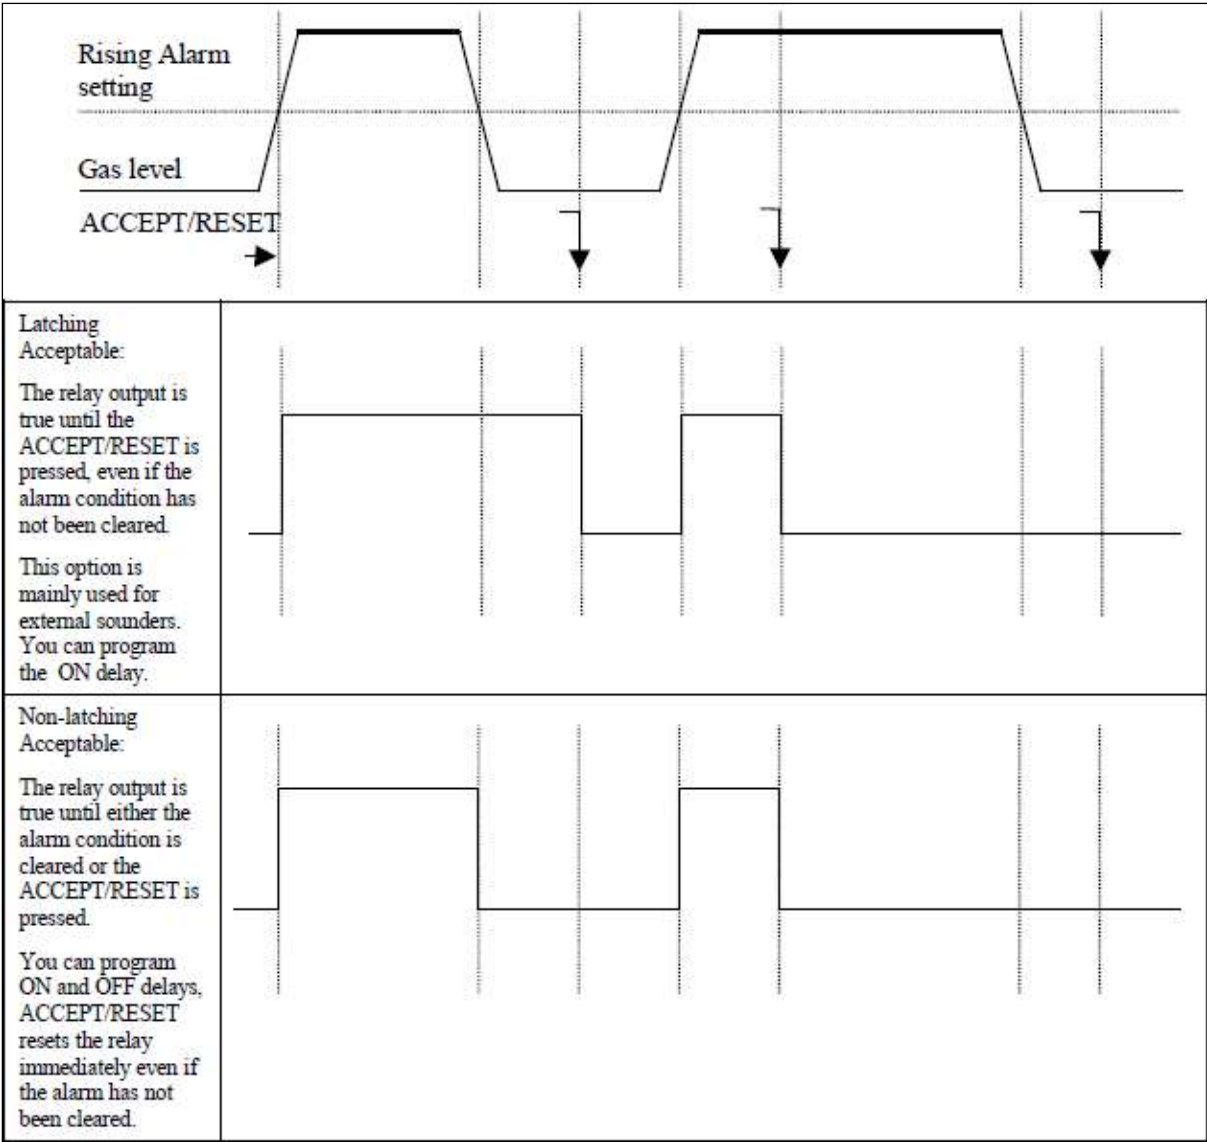 Rising Alarm
setting
Gas level
ACCEPT/RESET
Latching
Acceptable:
The relay output is
true until the
ACCEPT/RESET is
pressed, even if the
alarm condition has
not been cleared.
This option is
mainly used for
external sounders.
You can program
the ON delay.
Non-latching
Acceptable:
The relay output is
true until either the
alarm condition is
cleared or the
ACCEPT/RESET is
pressed.
You can program
ON and OFF delays,
ACCEPT/RESET
resets the relay
immediately even if
the alarm has not
been cleared.